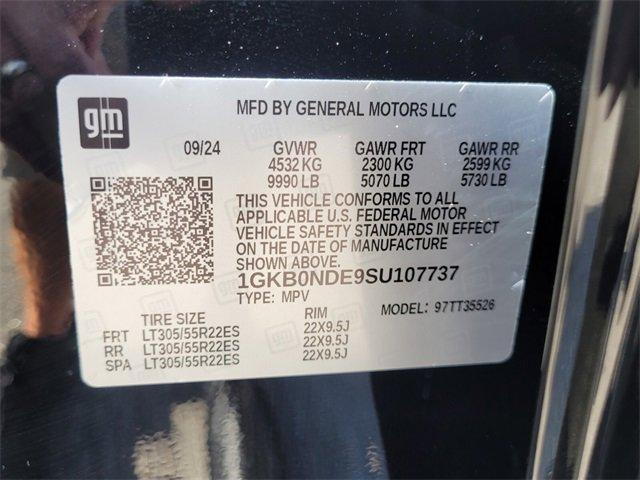 gm
MFD BY GENERAL MOTORS LLC
09/24 GVWR GAWR FRT GAWR RR
4532 KG 2300 KG 2599 KG
9990 LB 5070 LB 5730 LB
THIS VEHICLE CONFORMS TO ALL
APPLICABLE U.S. FEDERAL MOTOR
VEHICLE SAFETY STANDARDS IN EFFECT
ON THE DATE OF MANUFACTURE
SHOWN ABOVE.
1GKB0NDE9SU107737
TYPE: MPV MODEL: 97TT35526
TIRE SIZE RIM
FRT LT305/55R22ES 22X9.5J
RR LT305/55R22ES 22X9.5J
SPA LT305/55R22ES 22X9.5J